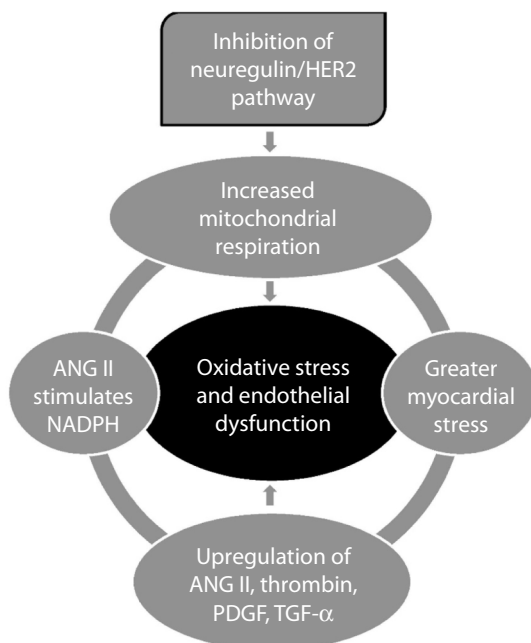 Inhibition of
neuregulin/HER2
pathway
Increased
mitochondrial
respiration
ANG II
stimulates
NADPH
Oxidative stress
and endothelial
dysfunction
Greater
myocardial
stress
Upregulation of
ANG II, thrombin,
PDGF, TGF-α